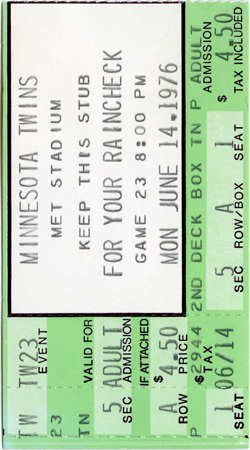 TW TW23
EVENT
23
TN VALID FOR
5 ADULT
SEC ADMISSION
IF ATTACHED
A $4.50
ROW PRICE
TAX
1 06/14
SEAT
MINNESOTA TWINS
MET STADIUM
KEEP THIS STUB
FOR YOUR RAINCHECK
GAME 23 8:00 PM
MON JUNE 14,1976
2ND DECK BOX TN P ADULT
ADMISSION
$ 4.50
TAX INCLUDED
5 A 1
SEC ROW SEAT